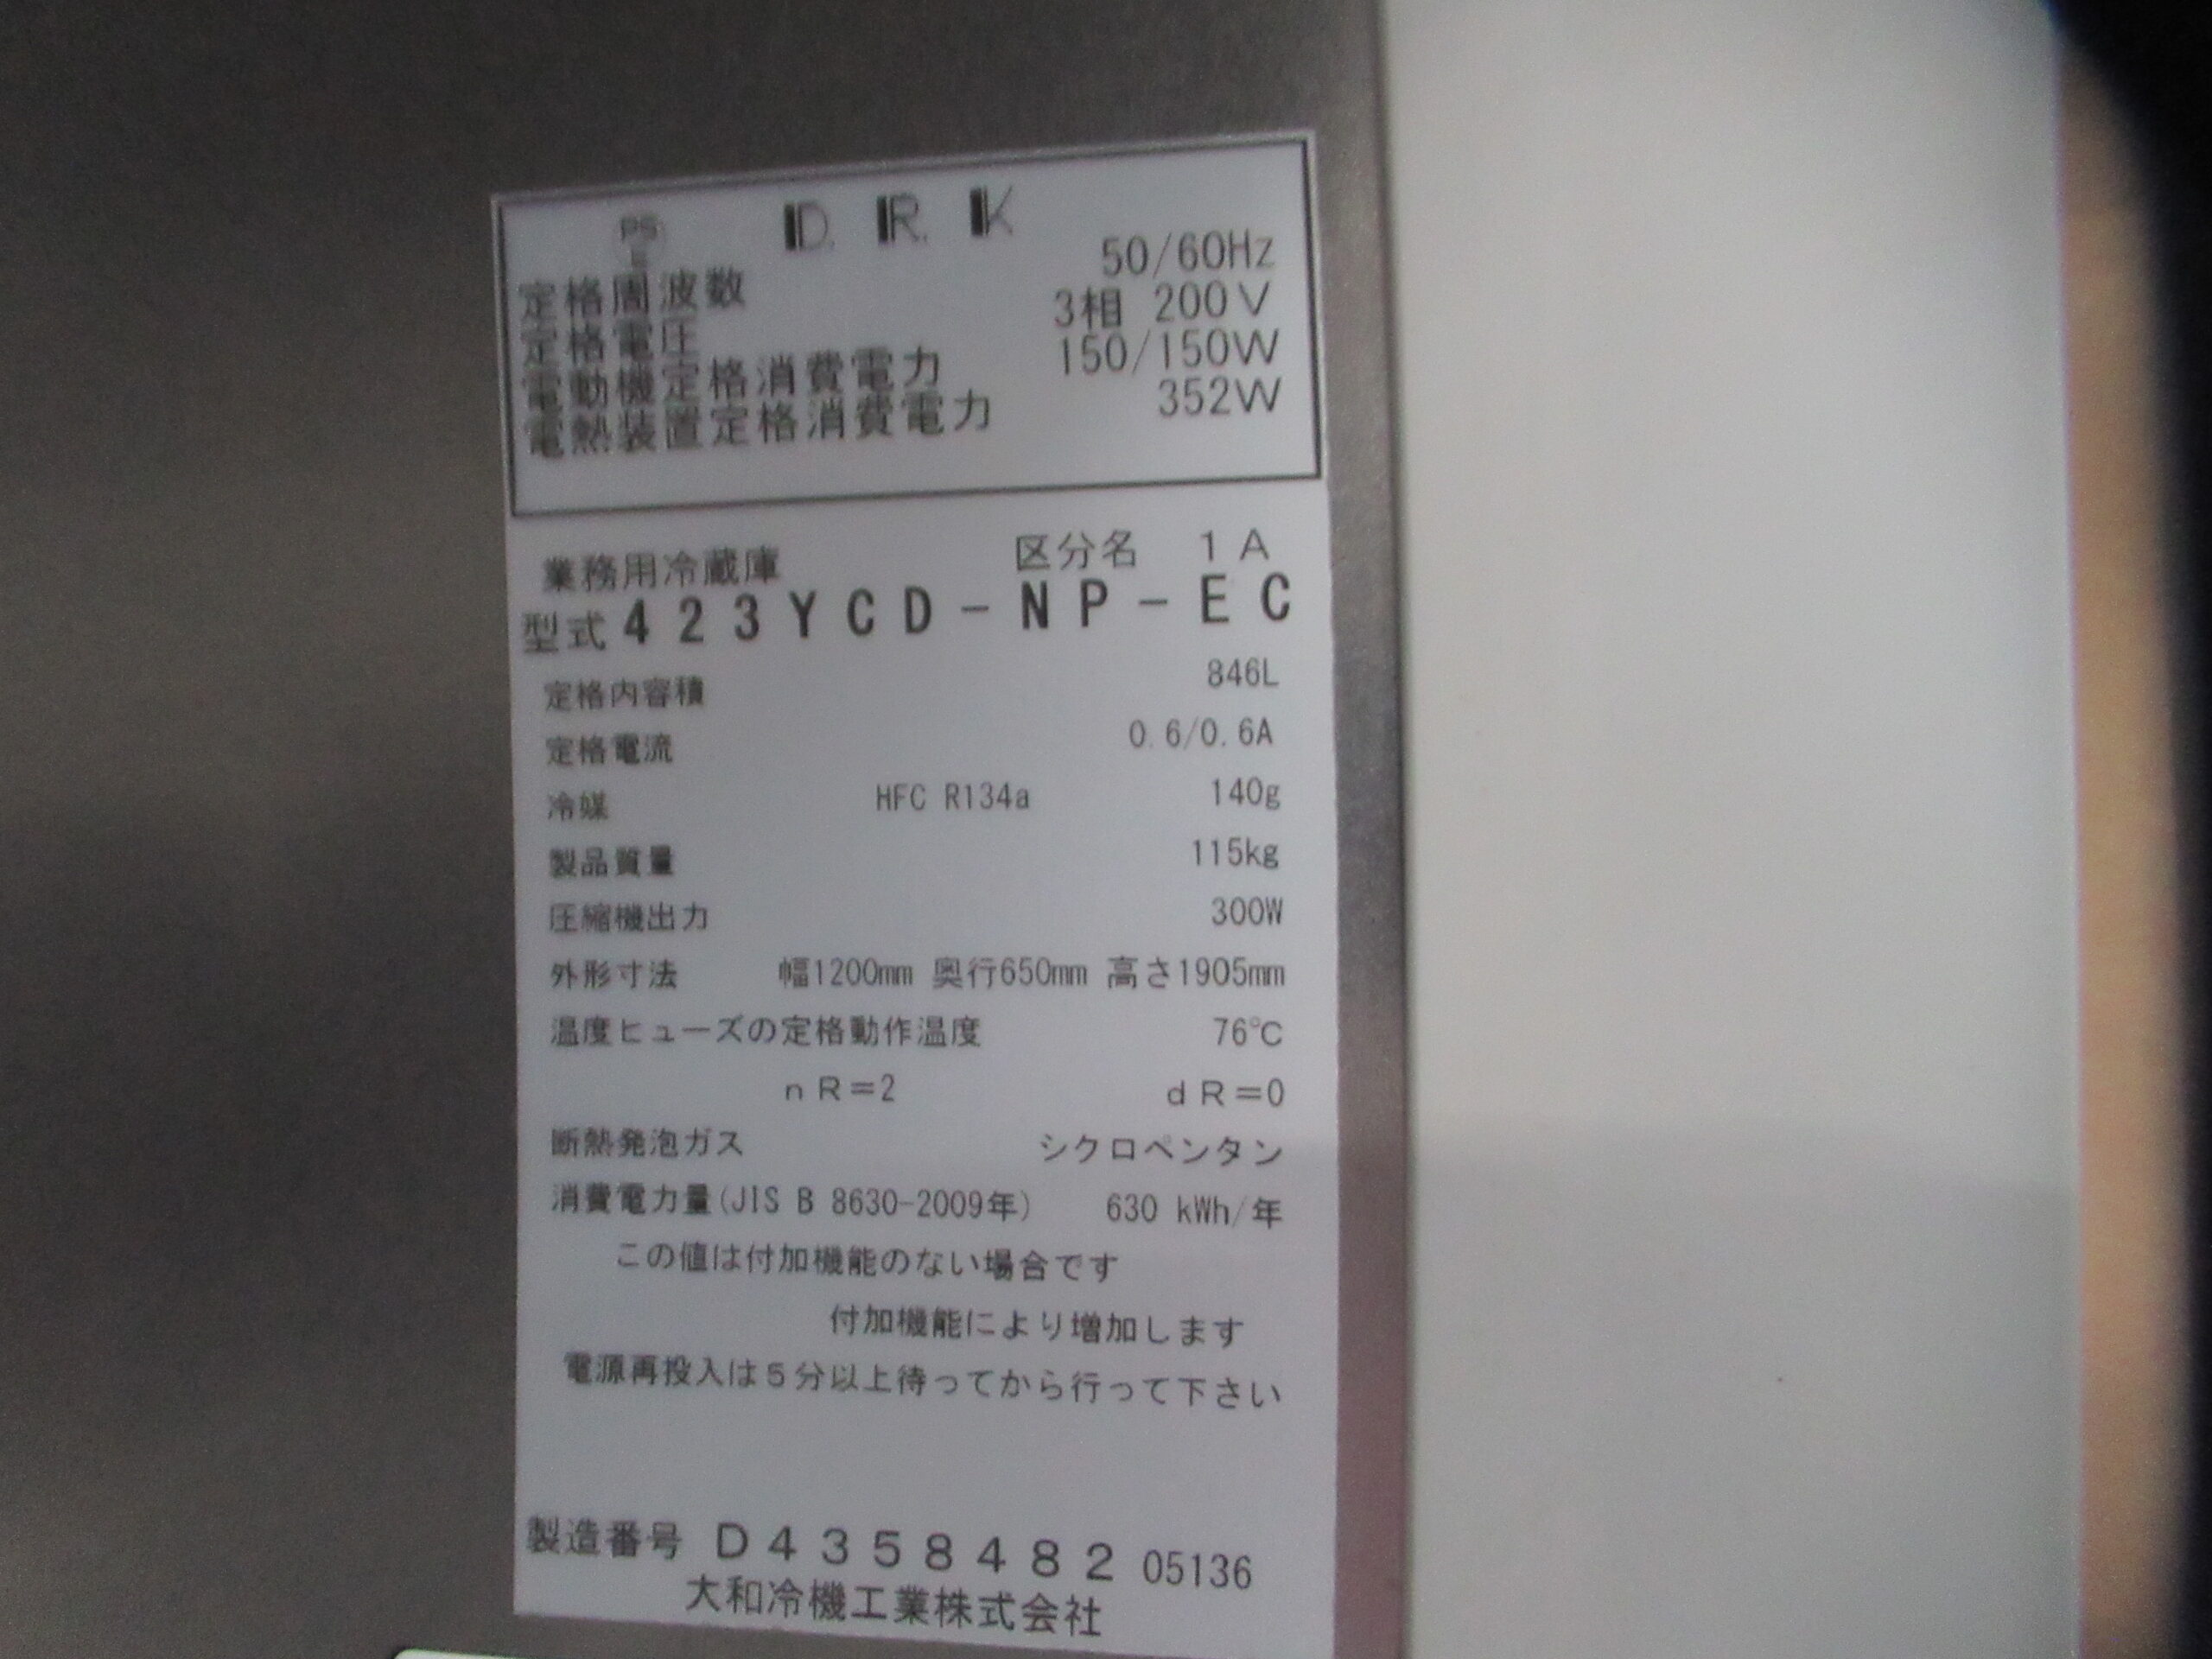 PS
E
D.R.K
定格周波数 50/60Hz
定格電圧 3相 200V
電動機定格消費電力 150/150W
電熱装置定格消費電力 352W
業務用冷蔵庫 区分名 1A
型式 423YCD-NP-EC
定格内容積 846L
定格電流 0.6/0.6A
冷媒 HFC R134a 140g
製品質量 115kg
圧縮機出力 300W
外形寸法 幅1200mm 奥行650mm 高さ1905mm
温度ヒューズの定格動作温度 76℃
nR=2 dR=0
断熱発泡ガス シクロペンタン
消費電力量(JIS B 8630-2009年) 630 kWh/年
この値は付加機能のない場合です
付加機能により増加します
電源再投入は5分以上待ってから行って下さい
製造番号 D4358482 05136
大和冷機工業株式会社